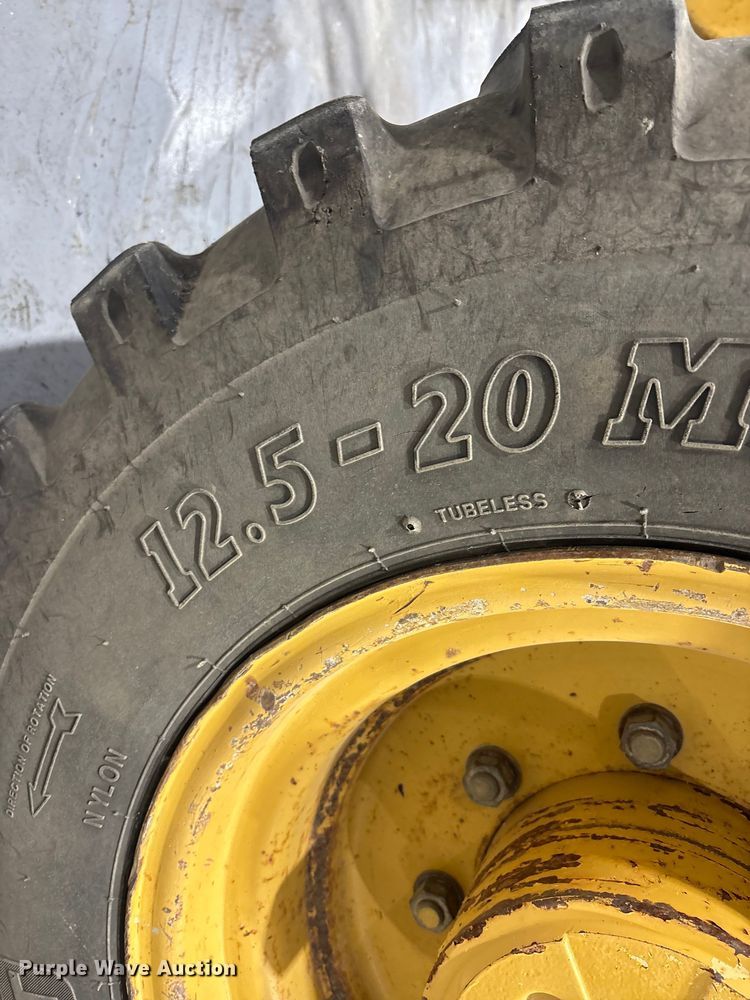 12.5-20 M
TUBELESS
DIRECTION OF ROTATION
NYLON
Purple Wave Auction